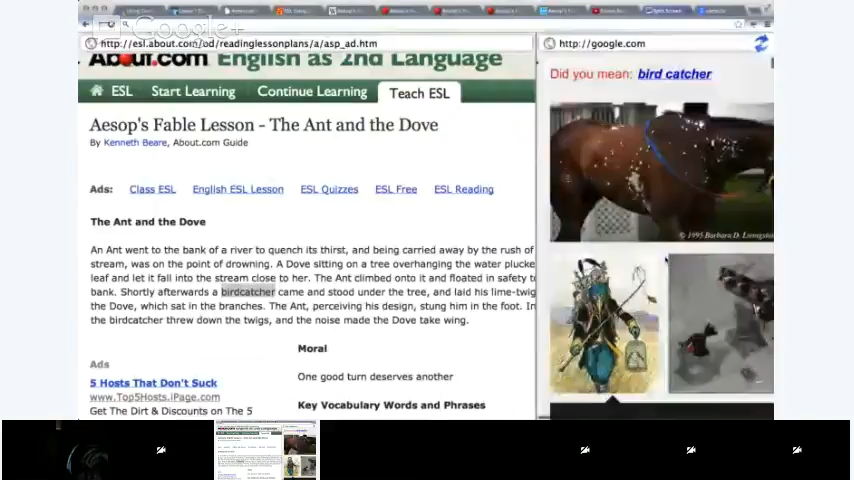 Google+
http://esl.about.com/od/readinglessonplans/a/asp_ad.htm
http://google.com
About.com English as 2nd Language
ESL Start Learning Continue Learning Teach ESL
Did you mean: bird catcher
Aesop's Fable Lesson - The Ant and the Dove
By Kenneth Beare, About.com Guide
Ads: Class ESL English ESL Lesson ESL Quizzes ESL Free ESL Reading
The Ant and the Dove
An Ant went to the bank of a river to quench its thirst, and being carried away by the rush of
stream, was on the point of drowning. A Dove sitting on a tree overhanging the water plucke
leaf and let it fall into the stream close to her. The Ant climbed onto it and floated in safety to
bank. Shortly afterwards a birdcatcher came and stood under the tree, and laid his lime-twig
the Dove, which sat in the branches. The Ant, perceiving his design, stung him in the foot. In
the birdcatcher threw down the twigs, and the noise made the Dove take wing.
© 1995 Barbara D. Livingston
Moral
One good turn deserves another
Key Vocabulary Words and Phrases
Ads
5 Hosts That Don't Suck
www.Top5Hosts.iPage.com
Get The Dirt & Discounts on The 5